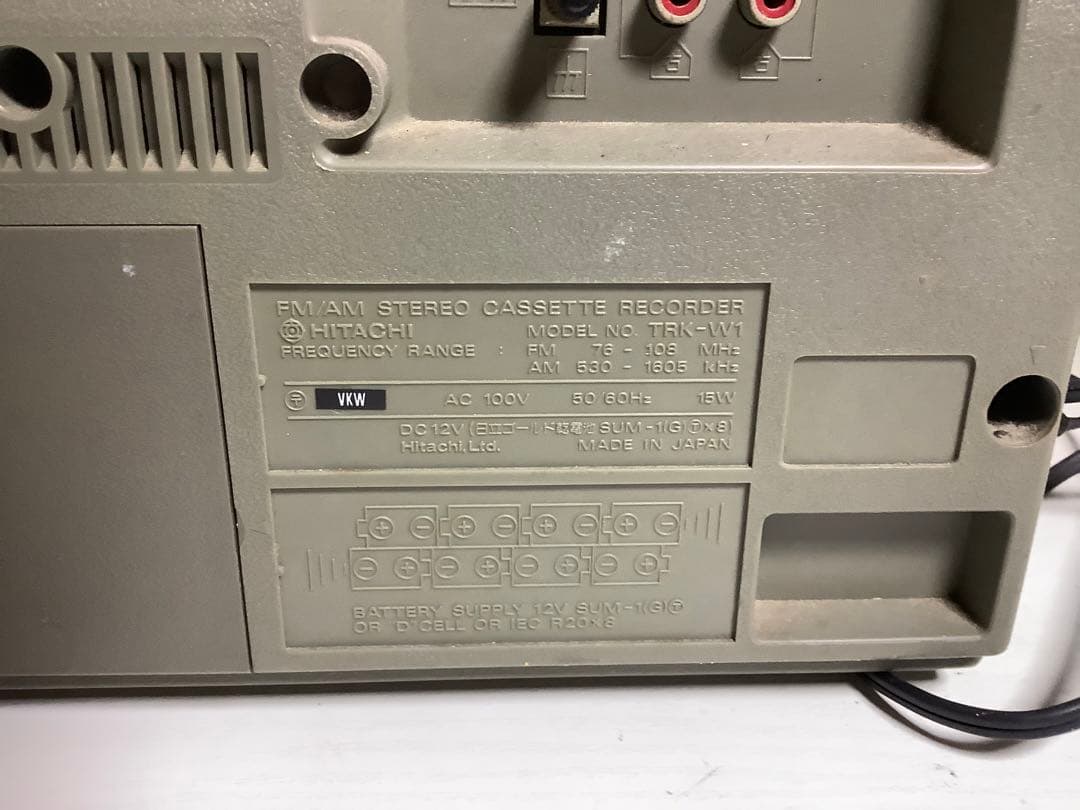 FM/AM STEREO CASSETTE RECORDER
HITACHI MODEL NO. TRK-W1
FREQUENCY RANGE : FM 76 - 108 MHz
AM 530 - 1605 kHz
〒 VKW AC 100V 50/60Hz 15W
DC 12V (日立ゴールド乾電池 SUM-1(G)〒×8)
Hitachi, Ltd. MADE IN JAPAN
BATTERY SUPPLY 12V SUM-1(G)〒
OR "D" CELL OR IEC R20×8